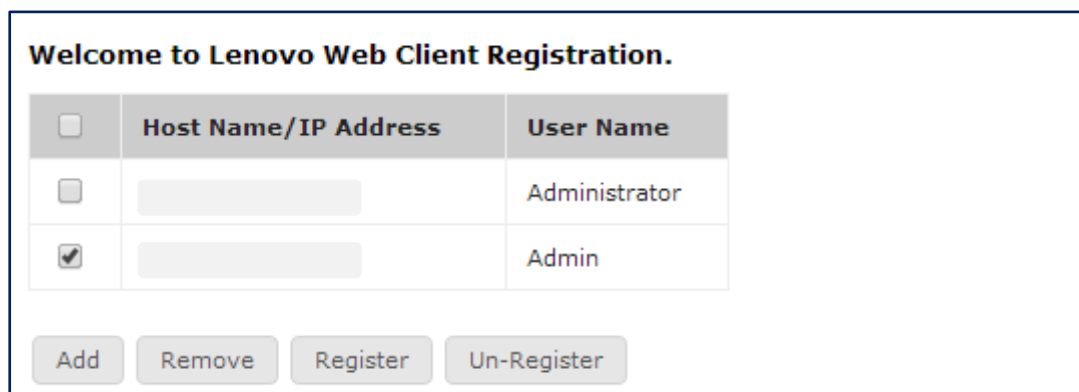 Welcome to Lenovo Web Client Registration.
Host Name/IP Address User Name
Administrator
Admin
Add Remove Register Un-Register